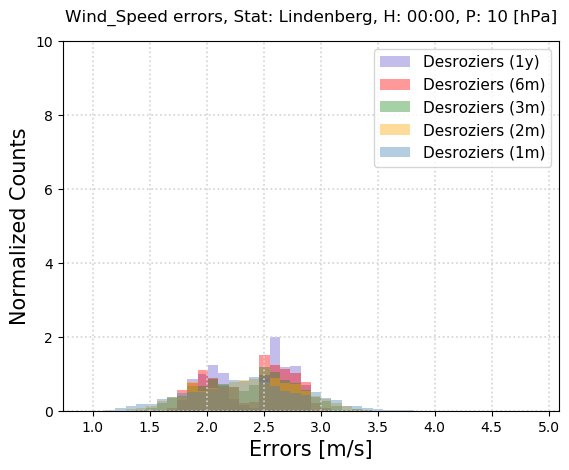 Wind_Speed errors, Stat: Lindenberg, H: 00:00, P: 10 [hPa]
10
8
6
4
2
0
Normalized Counts
Desroziers (1y)
Desroziers (6m)
Desroziers (3m)
Desroziers (2m)
Desroziers (1m)
1.0 1.5 2.0 2.5 3.0 3.5 4.0 4.5 5.0
Errors [m/s]